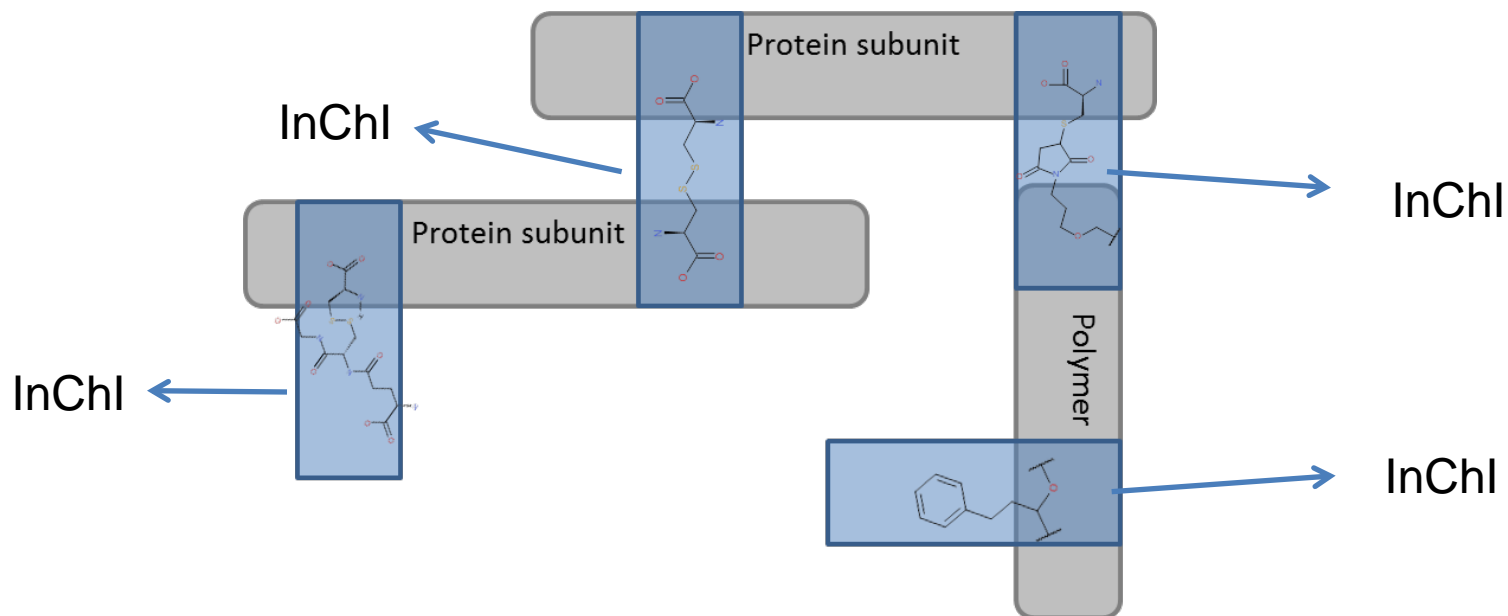 Protein subunit
InChI
InChI
Protein subunit
Polymer
InChI
InChI